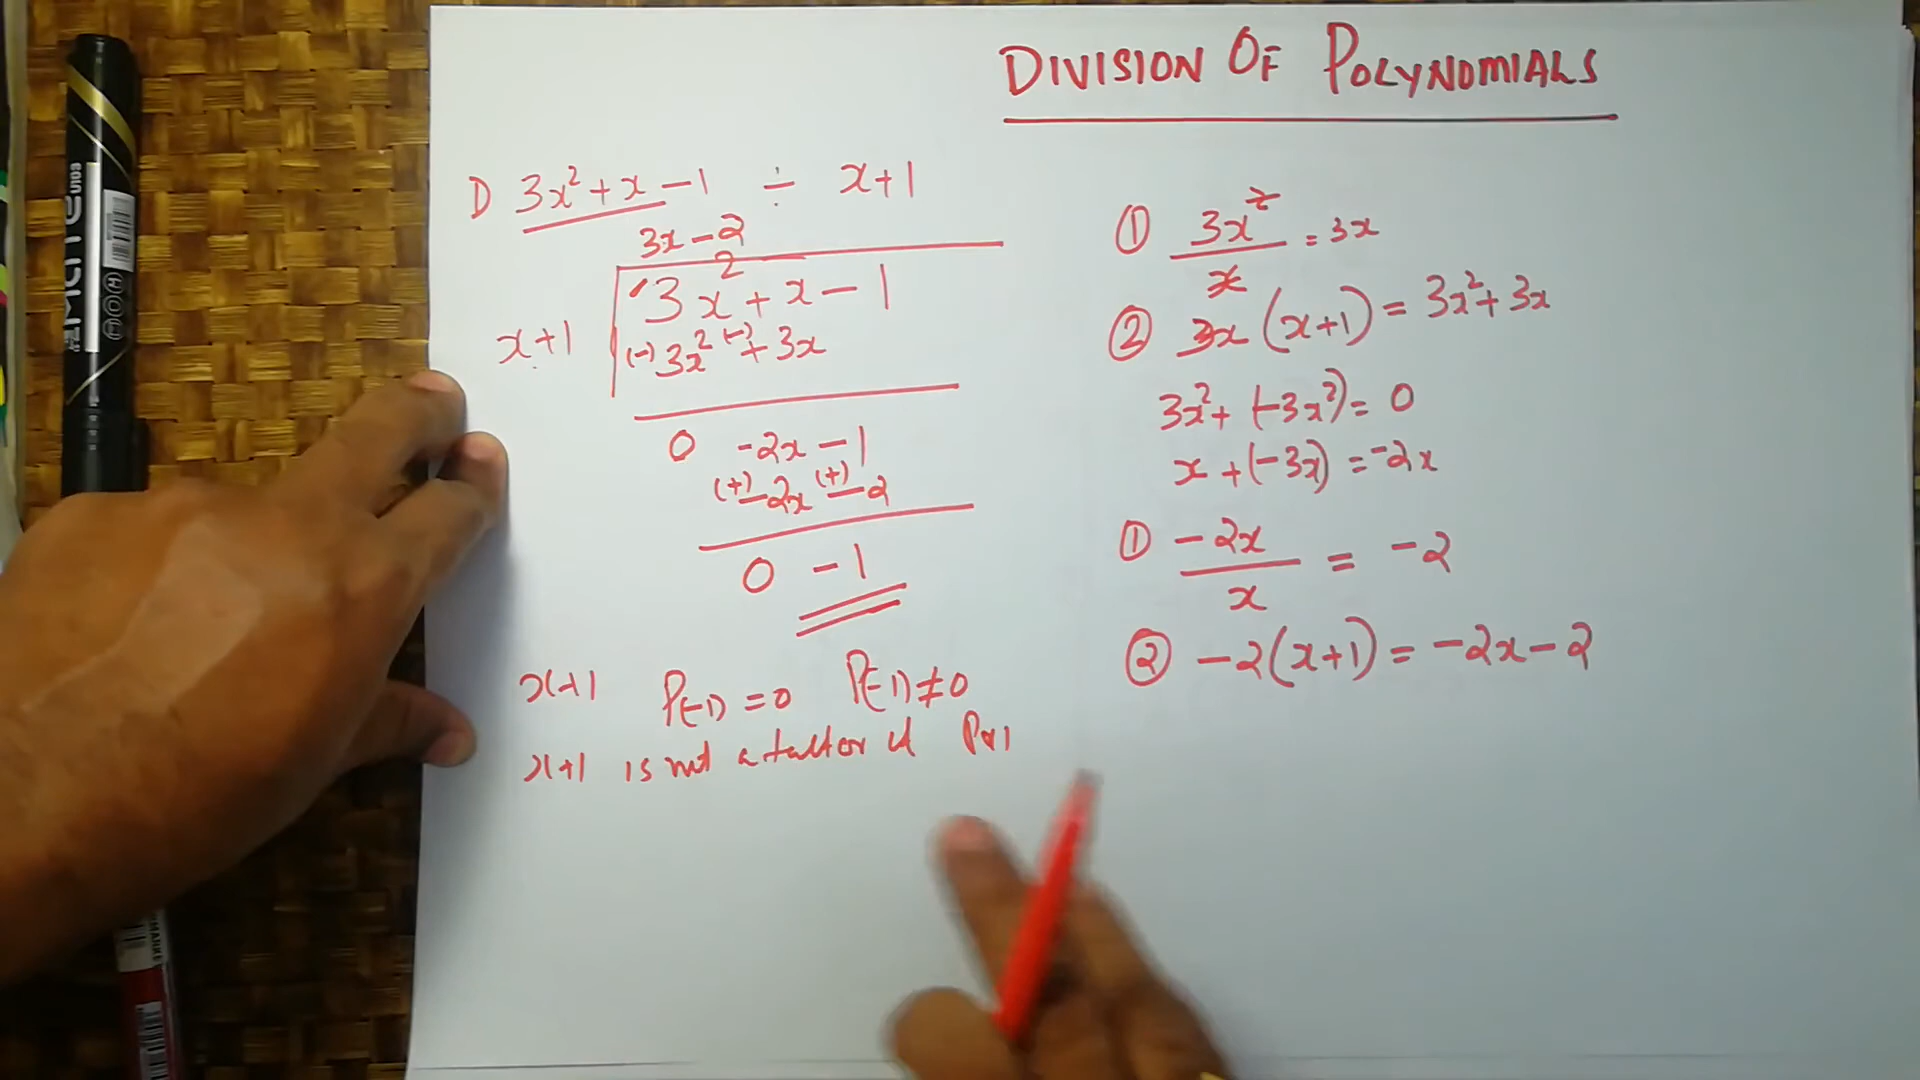 DIVISION OF POLYNOMIALS
1) 3x² + x - 1 ÷ x+1
3x - 2
x+1
3x² + x - 1
(-) 3x² (-) + 3x
0 -2x - 1
(+) -2x (+) - 2
0 -1
x+1 P(-1) = 0 P(-1) ≠ 0
x+1 is not a factor of P(x)
① 3x² / x = 3x
② 3x (x+1) = 3x² + 3x
3x² + (-3x²) = 0
x + (-3x) = -2x
① -2x / x = -2
② -2(x+1) = -2x - 2